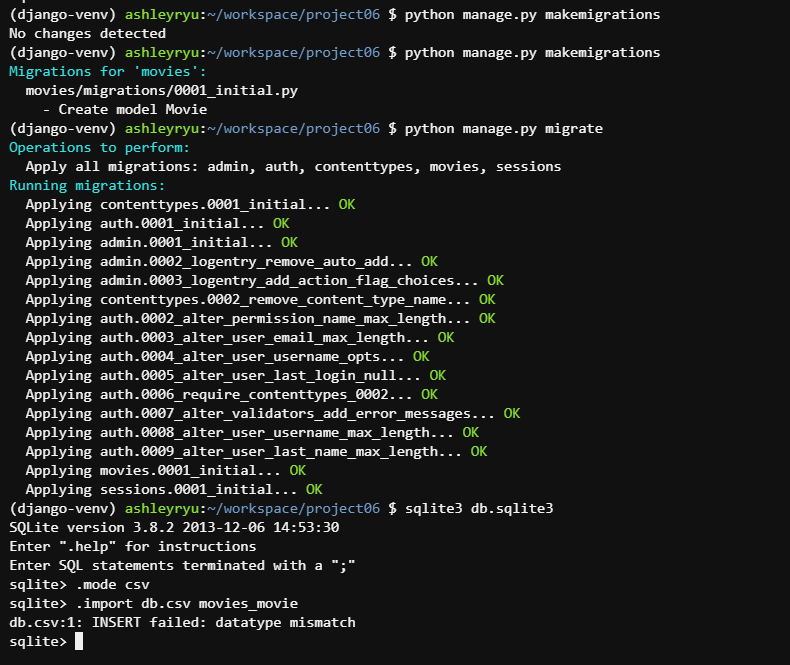 (django-venv) ashleyryu:~/workspace/project06 $ python manage.py makemigrations
No changes detected
(django-venv) ashleyryu:~/workspace/project06 $ python manage.py makemigrations
Migrations for 'movies':
  movies/migrations/0001_initial.py
    - Create model Movie
(django-venv) ashleyryu:~/workspace/project06 $ python manage.py migrate
Operations to perform:
  Apply all migrations: admin, auth, contenttypes, movies, sessions
Running migrations:
  Applying contenttypes.0001_initial... OK
  Applying auth.0001_initial... OK
  Applying admin.0001_initial... OK
  Applying admin.0002_logentry_remove_auto_add... OK
  Applying admin.0003_logentry_add_action_flag_choices... OK
  Applying contenttypes.0002_remove_content_type_name... OK
  Applying auth.0002_alter_permission_name_max_length... OK
  Applying auth.0003_alter_user_email_max_length... OK
  Applying auth.0004_alter_user_username_opts... OK
  Applying auth.0005_alter_user_last_login_null... OK
  Applying auth.0006_require_contenttypes_0002... OK
  Applying auth.0007_alter_validators_add_error_messages... OK
  Applying auth.0008_alter_user_username_max_length... OK
  Applying auth.0009_alter_user_last_name_max_length... OK
  Applying movies.0001_initial... OK
  Applying sessions.0001_initial... OK
(django-venv) ashleyryu:~/workspace/project06 $ sqlite3 db.sqlite3
SQLite version 3.8.2 2013-12-06 14:53:30
Enter ".help" for instructions
Enter SQL statements terminated with a ";"
sqlite> .mode csv
sqlite> .import db.csv movies_movie
db.csv:1: INSERT failed: datatype mismatch
sqlite>